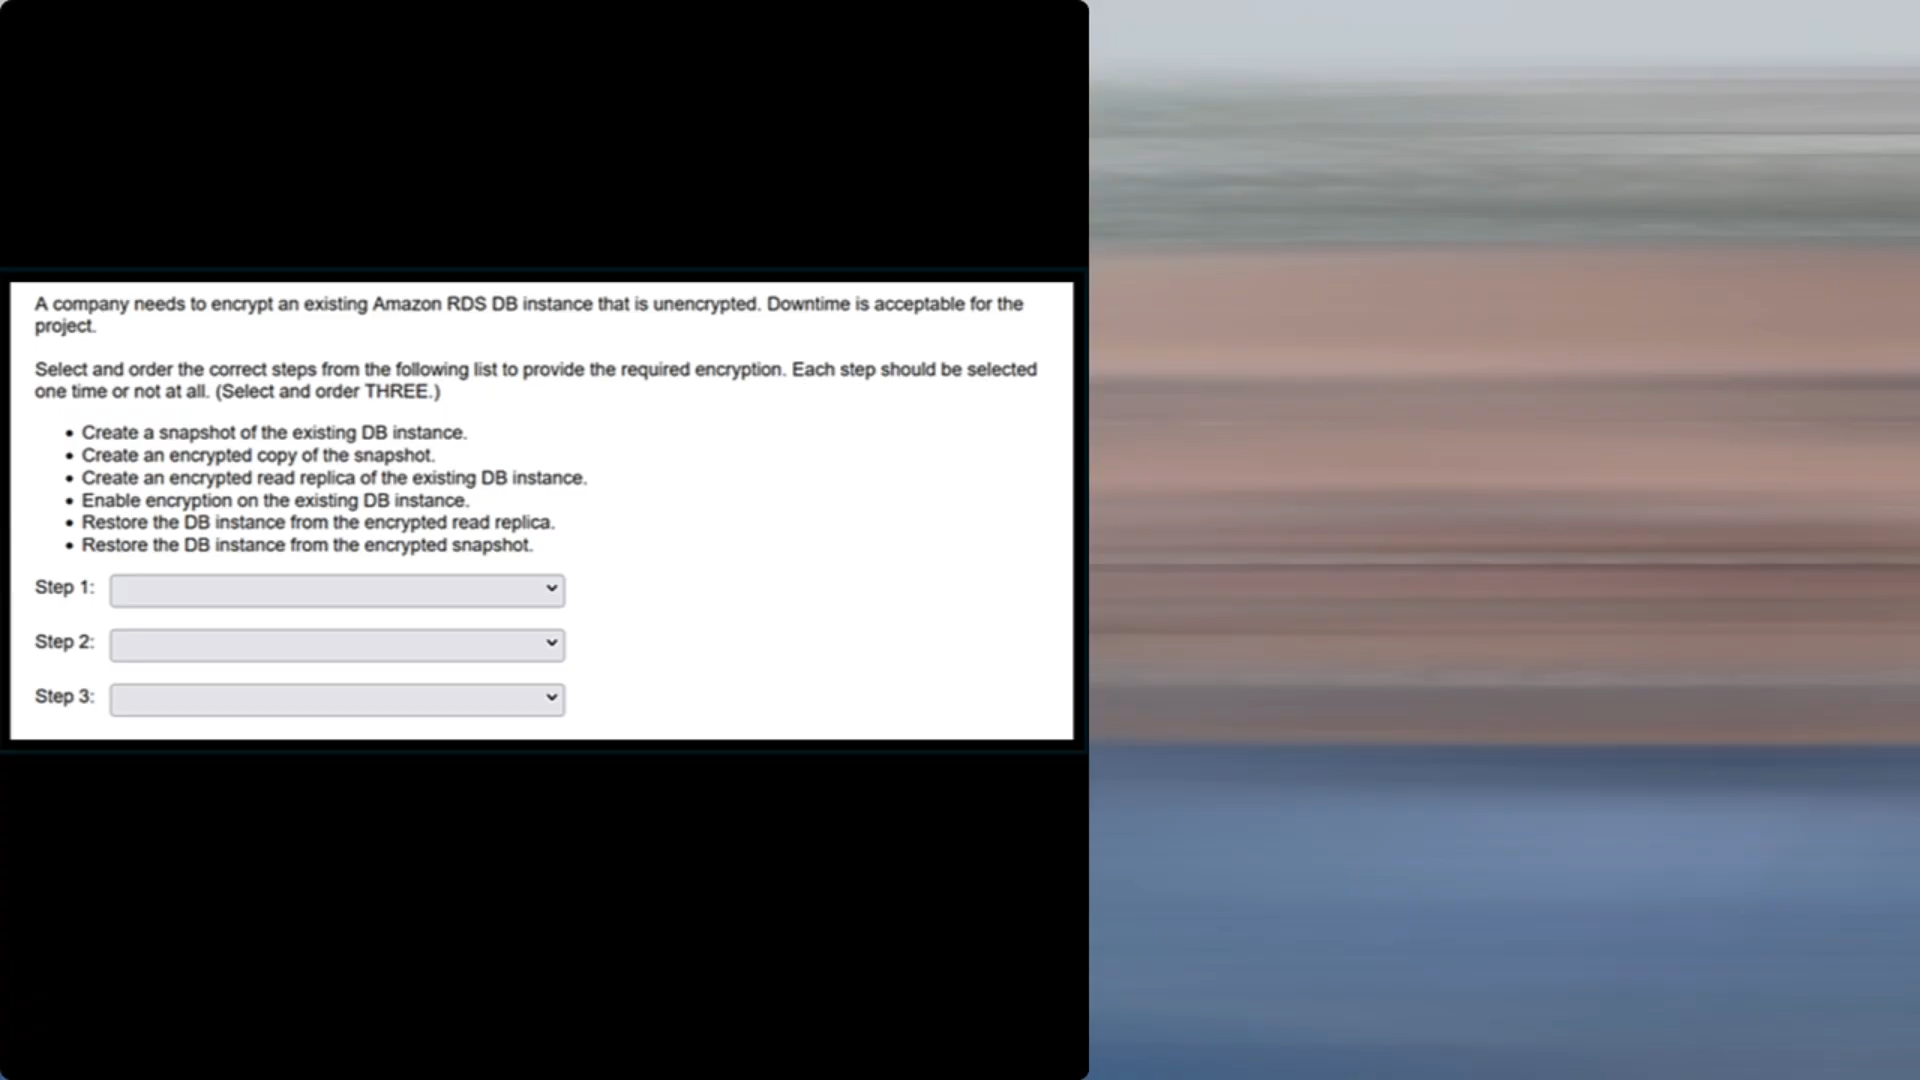 A company needs to encrypt an existing Amazon RDS DB instance that is unencrypted. Downtime is acceptable for the
project.
Select and order the correct steps from the following list to provide the required encryption. Each step should be selected
one time or not at all. (Select and order THREE.)
• Create a snapshot of the existing DB instance.
• Create an encrypted copy of the snapshot.
• Create an encrypted read replica of the existing DB instance.
• Enable encryption on the existing DB instance.
• Restore the DB instance from the encrypted read replica.
• Restore the DB instance from the encrypted snapshot.
Step 1:
Step 2:
Step 3: